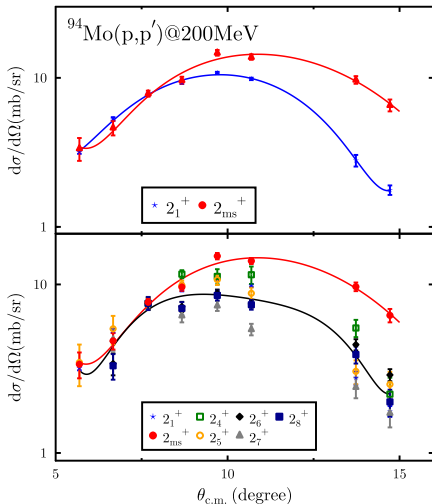 ⁹⁴Mo(p,p′)@200MeV
dσ/dΩ(mb/sr)
10
1
2₁⁺ 2ₘₛ⁺
dσ/dΩ(mb/sr)
10
1
2₁⁺ 2₄⁺ 2₆⁺ 2₈⁺
2ₘₛ⁺ 2₅⁺ 2₇⁺
5 10 15
θc.m. (degree)